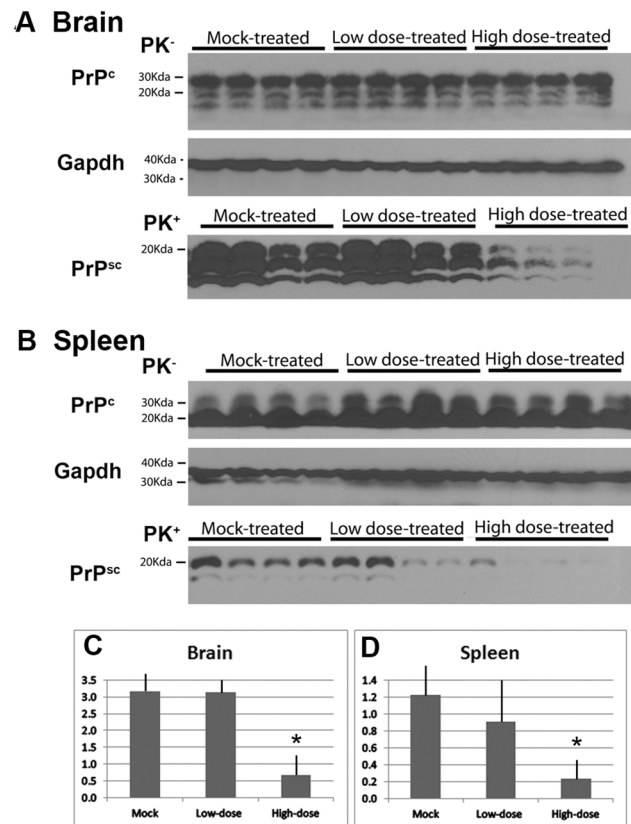 A Brain
PK-
Mock-treated Low dose-treated High dose-treated
PrPc
30Kda
20Kda
Gapdh
40Kda
30Kda
PK+
Mock-treated Low dose-treated High dose-treated
20Kda
PrPsc
B Spleen
PK-
Mock-treated Low dose-treated High dose-treated
PrPc
30Kda
20Kda
Gapdh
40Kda
30Kda
PK+
Mock-treated Low dose-treated High dose-treated
20Kda
PrPsc
C
Brain
3.5
3.0
2.5
2.0
1.5
1.0
0.5
0.0
*
Mock Low-dose High-dose
D
Spleen
1.4
1.2
1.0
0.8
0.6
0.4
0.2
0.0
*
Mock Low-dose High-dose